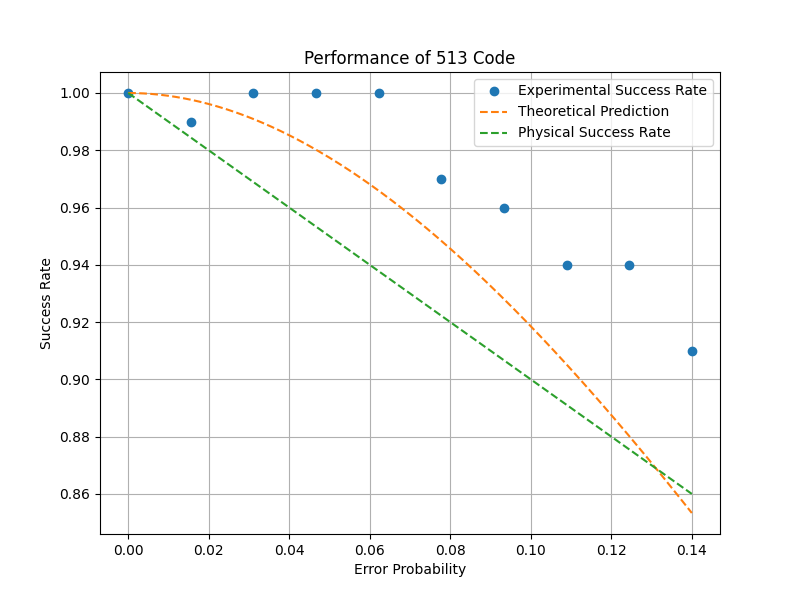 Performance of 513 Code
Experimental Success Rate
Theoretical Prediction
Physical Success Rate
Success Rate
1.00
0.98
0.96
0.94
0.92
0.90
0.88
0.86
0.00 0.02 0.04 0.06 0.08 0.10 0.12 0.14
Error Probability